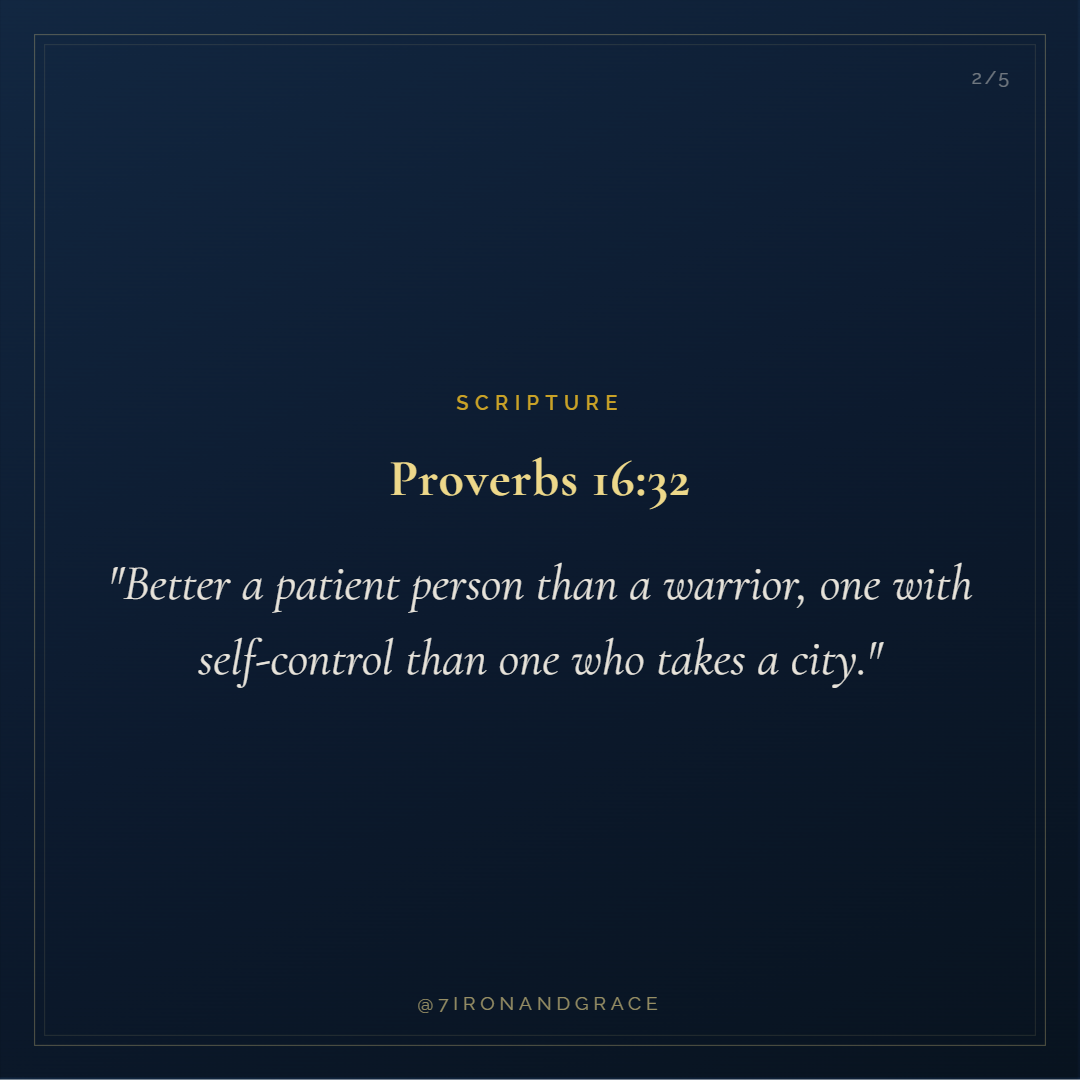 2/5
SCRIPTURE
Proverbs 16:32
"Better a patient person than a warrior, one with
self-control than one who takes a city."
@7IRONANDGRACE